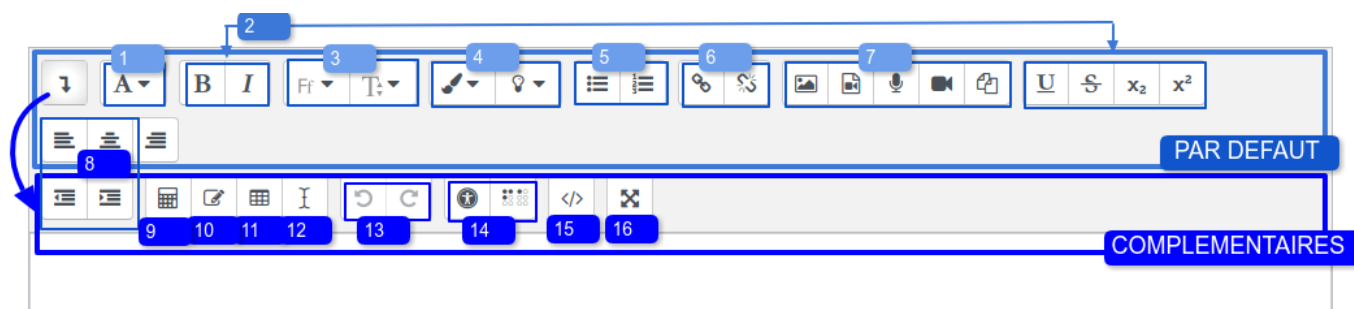 2
1 3 4 5 6 7
A B I Ff T U S x₂ x²
PAR DEFAUT
8
</>
9 10 11 12 13 14 15 16
COMPLEMENTAIRES